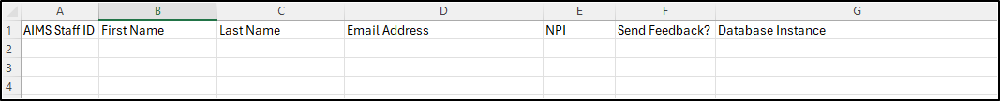 A B C D E F G
1 AIMS Staff ID First Name Last Name Email Address NPI Send Feedback? Database Instance
2
3
4